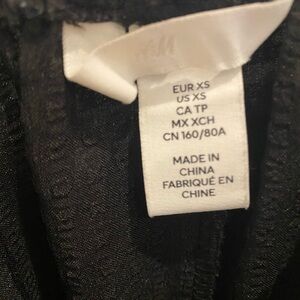 EUR XS
US XS
CA TP
MX XCH
CN 160/80A
MADE IN
CHINA
FABRIQUÉ EN
CHINE